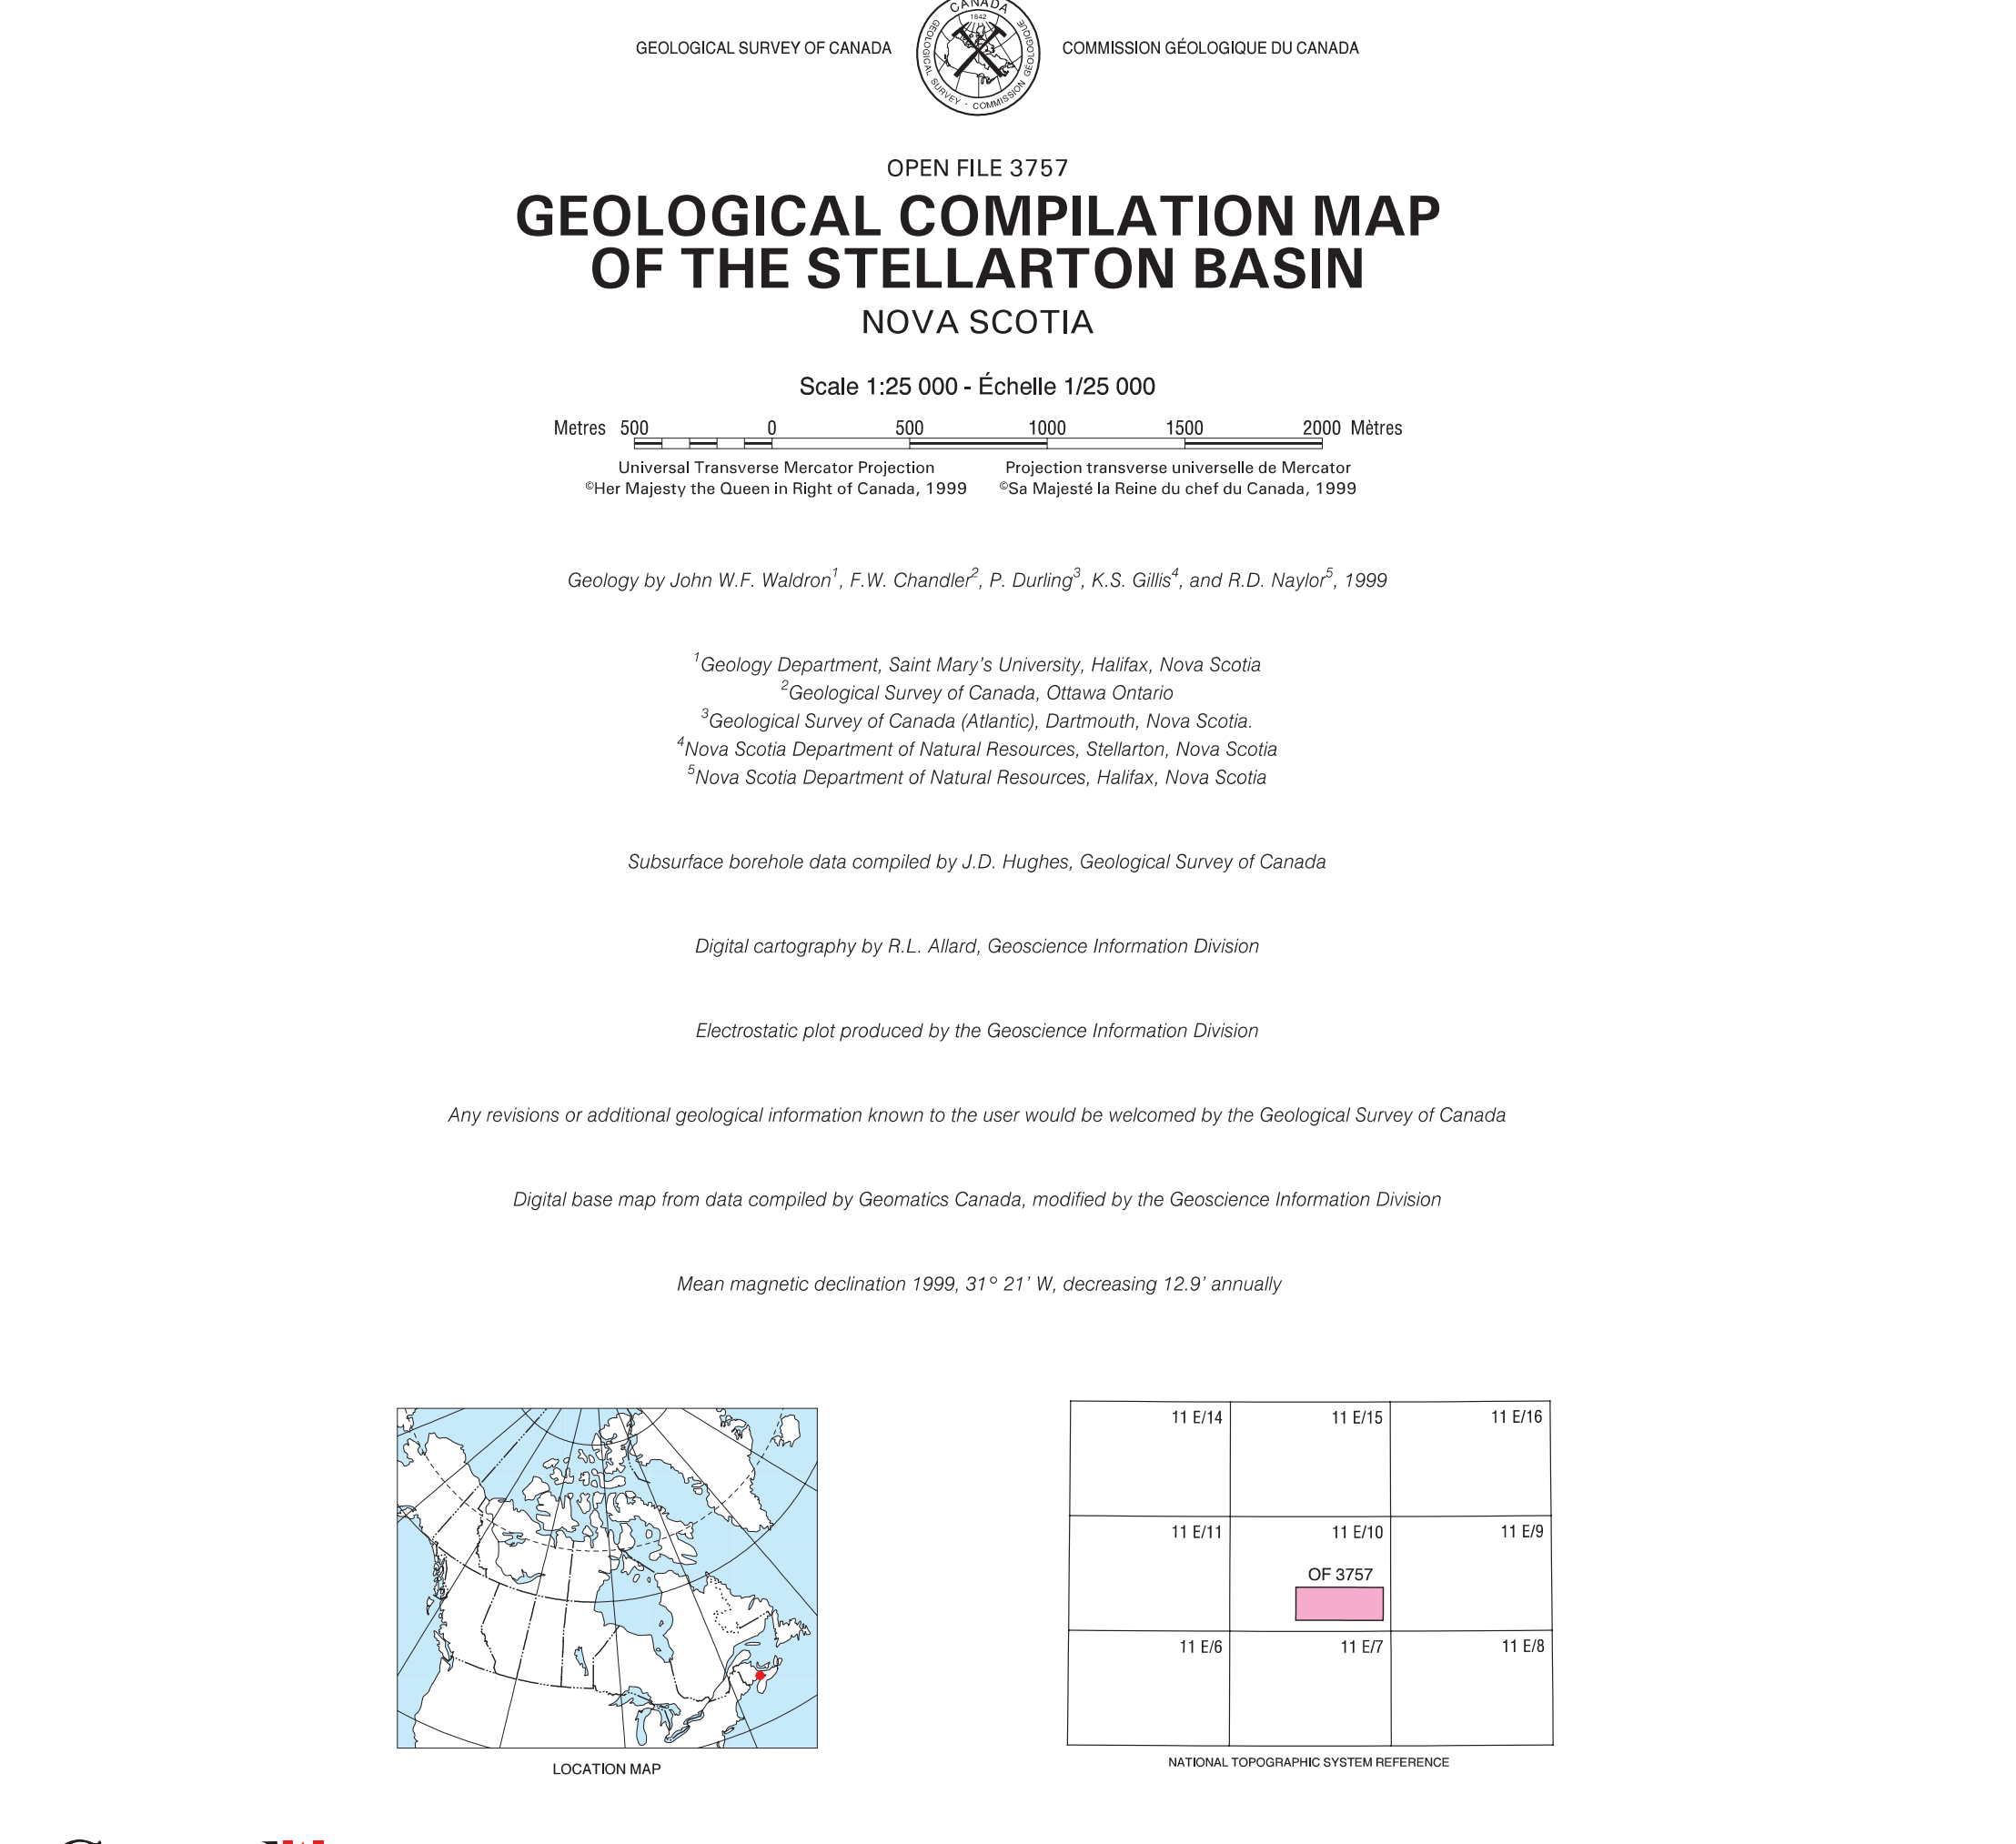 GEOLOGICAL SURVEY OF CANADA
CANADA
1842
GEOLOGICAL SURVEY - COMMISSION GÉOLOGIQUE
COMMISSION GÉOLOGIQUE DU CANADA
OPEN FILE 3757
GEOLOGICAL COMPILATION MAP
OF THE STELLARTON BASIN
NOVA SCOTIA
Scale 1:25 000 - Échelle 1/25 000
Metres 500 0 500 1000 1500 2000 Mètres
Universal Transverse Mercator Projection Projection transverse universelle de Mercator
©Her Majesty the Queen in Right of Canada, 1999 ©Sa Majesté la Reine du chef du Canada, 1999
Geology by John W.F. Waldron1, F.W. Chandler2, P. Durling3, K.S. Gillis4, and R.D. Naylor5, 1999
1Geology Department, Saint Mary's University, Halifax, Nova Scotia
2Geological Survey of Canada, Ottawa Ontario
3Geological Survey of Canada (Atlantic), Dartmouth, Nova Scotia.
4Nova Scotia Department of Natural Resources, Stellarton, Nova Scotia
5Nova Scotia Department of Natural Resources, Halifax, Nova Scotia
Subsurface borehole data compiled by J.D. Hughes, Geological Survey of Canada
Digital cartography by R.L. Allard, Geoscience Information Division
Electrostatic plot produced by the Geoscience Information Division
Any revisions or additional geological information known to the user would be welcomed by the Geological Survey of Canada
Digital base map from data compiled by Geomatics Canada, modified by the Geoscience Information Division
Mean magnetic declination 1999, 31° 21' W, decreasing 12.9' annually
LOCATION MAP
11 E/14 11 E/15 11 E/16
11 E/11 11 E/10 11 E/9
OF 3757
11 E/6 11 E/7 11 E/8
NATIONAL TOPOGRAPHIC SYSTEM REFERENCE